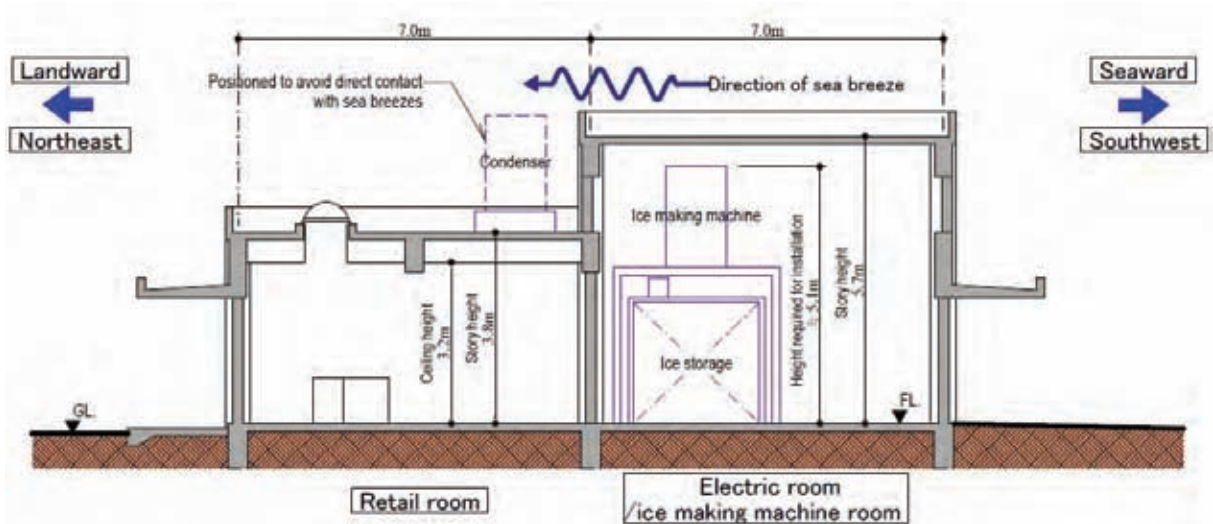 7.0m
7.0m
Landward
Northeast
Positioned to avoid direct contact
with sea breezes
Direction of sea breeze
Seaward
Southwest
Condenser
Ice making machine
Ceiling height
3.2m
Story height
3.8m
Height required for installation
≒5.1m
Story height
5.7m
Ice storage
GL.
FL.
Retail room
Electric room
/ice making machine room